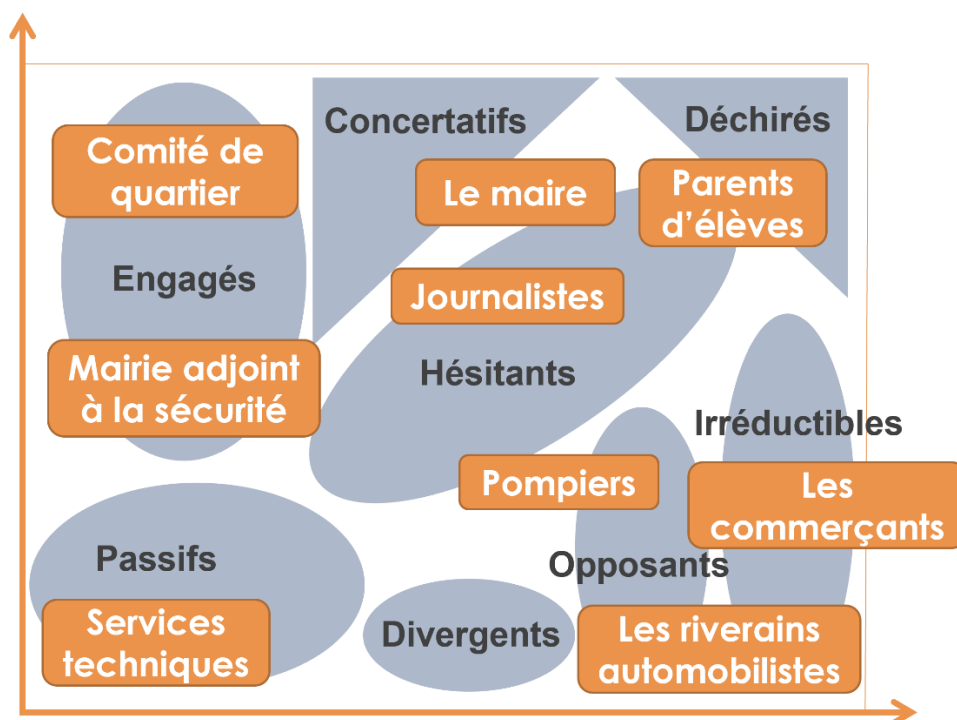 Concertatifs
Déchirés
Comité de
quartier
Le maire
Parents
d'élèves
Engagés
Journalistes
Mairie adjoint
à la sécurité
Hésitants
Irréductibles
Pompiers
Les
commerçants
Passifs
Opposants
Services
techniques
Divergents
Les riverains
automobilistes